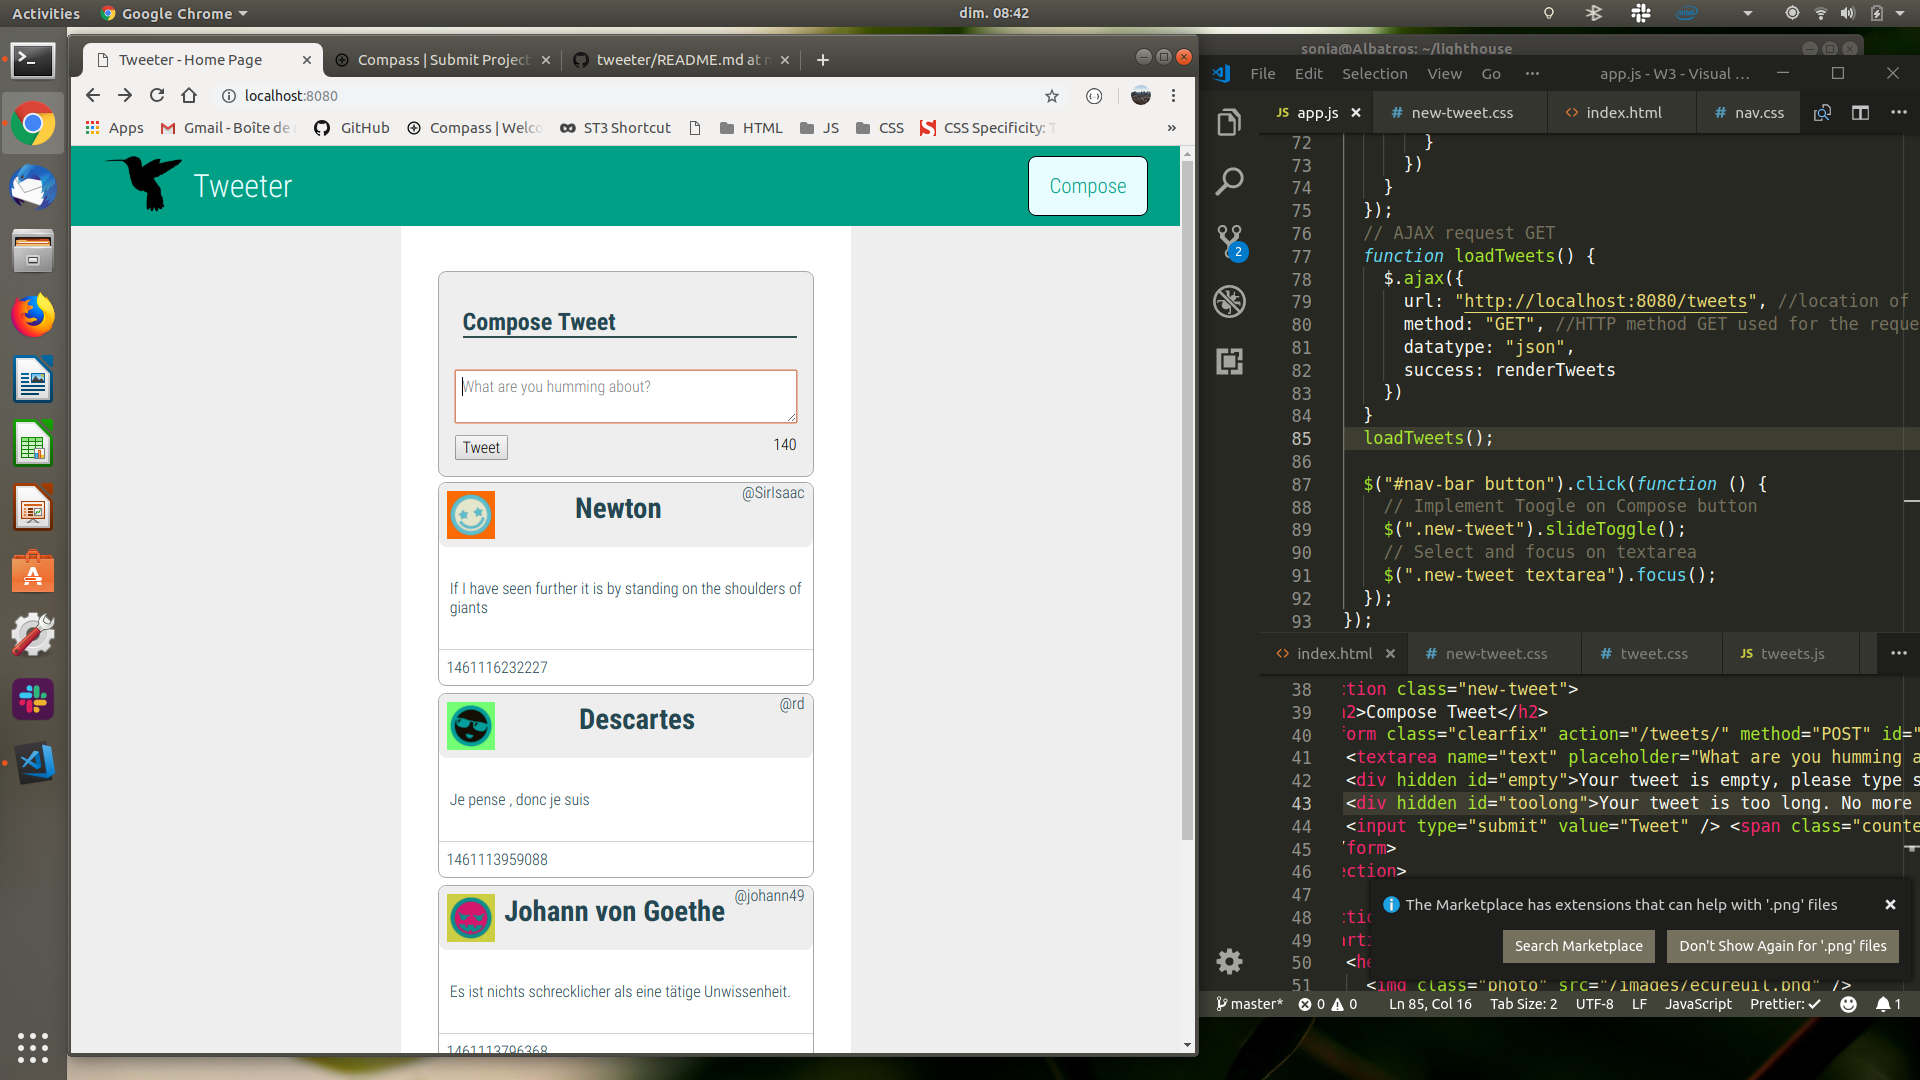 Activities
Google Chrome
dim. 08:42
sonia@Albatros: ~/lighthouse
Tweeter - Home Page
Compass | Submit Project
tweeter/README.md at
localhost:8080
Apps
Gmail - Boîte de
GitHub
Compass | Welc
ST3 Shortcut
HTML
JS
CSS
CSS Specificity:
»
Tweeter
Compose
Compose Tweet
What are you humming about?
Tweet
140
Newton
@SirIsaac
If I have seen further it is by standing on the shoulders of
giants
1461116232227
Descartes
@rd
Je pense , donc je suis
1461113959088
Johann von Goethe
@johann49
Es ist nichts schrecklicher als eine tätige Unwissenheit.
1461113796368
File Edit Selection View Go ···
app.js - W3 - Visual ...
JS app.js
# new-tweet.css
<> index.html
# nav.css
2
72 }
73 })
74 }
75 });
76 // AJAX request GET
77 function loadTweets() {
78 $.ajax({
79 url: "http://localhost:8080/tweets", //location of
80 method: "GET", //HTTP method GET used for the reque
81 datatype: "json",
82 success: renderTweets
83 })
84 }
85 loadTweets();
86
87 $("#nav-bar button").click(function () {
88 // Implement Toogle on Compose button
89 $(".new-tweet").slideToggle();
90 // Select and focus on textarea
91 $(".new-tweet textarea").focus();
92 });
93 });
<> index.html
# new-tweet.css
# tweet.css
JS tweets.js
38 ction class="new-tweet">
39 h2>Compose Tweet</h2>
40 form class="clearfix" action="/tweets/" method="POST" id="
41 <textarea name="text" placeholder="What are you humming a
42 <div hidden id="empty">Your tweet is empty, please type s
43 <div hidden id="toolong">Your tweet is too long. No more
44 <input type="submit" value="Tweet" /> <span class="counte
45 /form>
46 ection>
47
48 ctio
49 arti
50 <he
51 <img class="photo" src="/images/ecureuil.png" />
The Marketplace has extensions that can help with '.png' files
Search Marketplace
Don't Show Again for '.png' files
master*
0
0
Ln 85, Col 16
Tab Size: 2
UTF-8
LF
JavaScript
Prettier: ✓
1